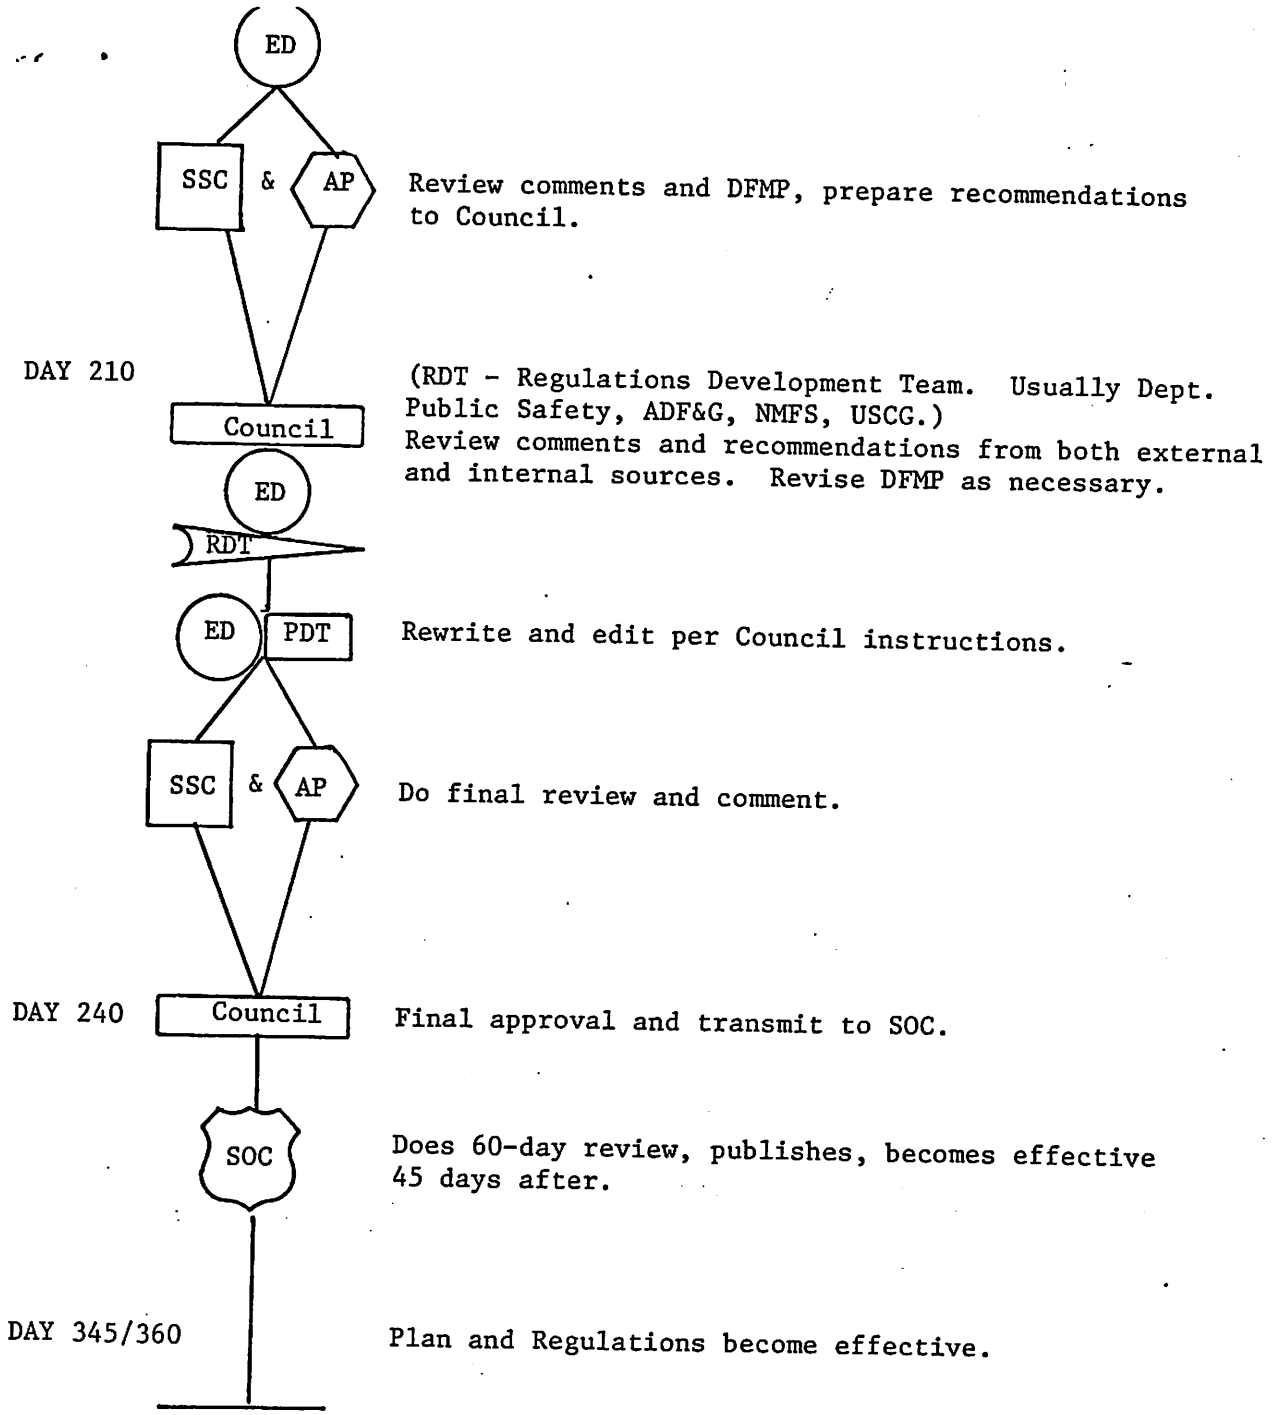 ED
SSC & AP
Review comments and DFMP, prepare recommendations
to Council.
DAY 210
(RDT - Regulations Development Team. Usually Dept.
Public Safety, ADF&G, NMFS, USCG.)
Council
Review comments and recommendations from both external
and internal sources. Revise DFMP as necessary.
ED
RDT
ED PDT
Rewrite and edit per Council instructions.
SSC & AP
Do final review and comment.
DAY 240
Council
Final approval and transmit to SOC.
SOC
Does 60-day review, publishes, becomes effective
45 days after.
DAY 345/360
Plan and Regulations become effective.